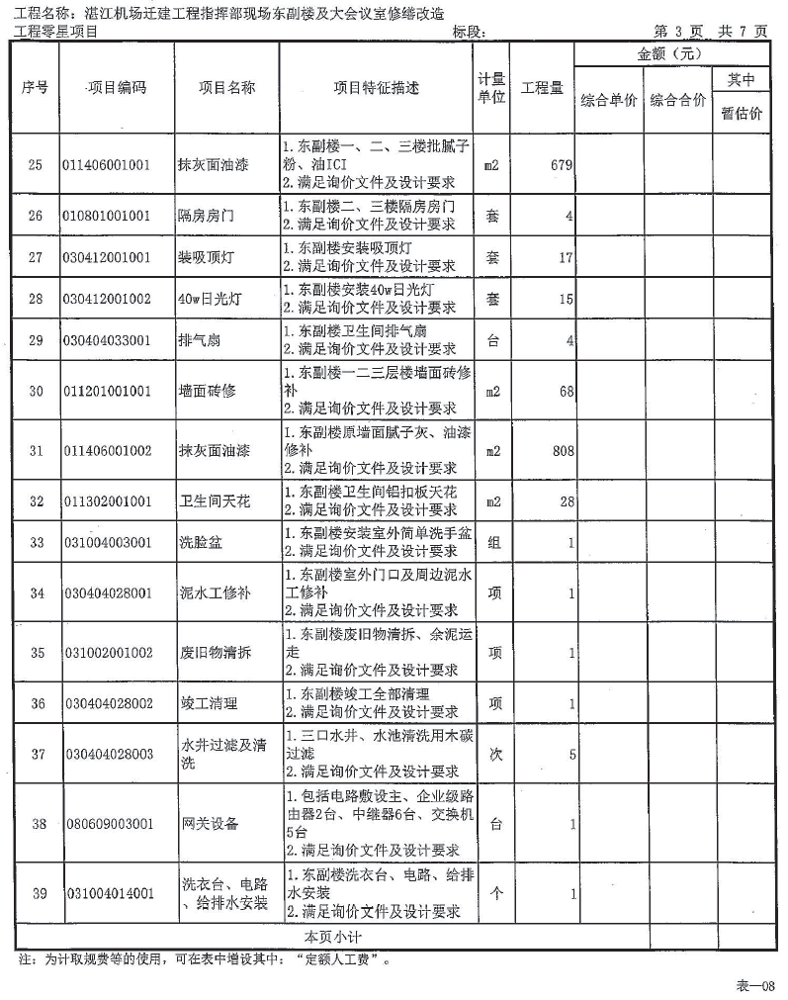 工程名称：湛江机场迁建工程指挥部现场东副楼及大会议室修缮改造
工程零星项目 标段： 第 3 页 共 7 页
序号 项目编码 项目名称 项目特征描述 计量单位 工程量 金额（元）
综合单价 综合合价 其中
暂估价
25 011406001001 抹灰面油漆 1.东副楼一、二、三楼批腻子
粉、油ICI
2.满足询价文件及设计要求 m2 679
26 010801001001 隔房房门 1.东副楼二、三楼隔房房门
2.满足询价文件及设计要求 套 4
27 030412001001 装吸顶灯 1.东副楼安装吸顶灯
2.满足询价文件及设计要求 套 17
28 030412001002 40w日光灯 1.东副楼安装40w日光灯
2.满足询价文件及设计要求 套 15
29 030404033001 排气扇 1.东副楼卫生间排气扇
2.满足询价文件及设计要求 台 4
30 011201001001 墙面砖修 1.东副楼一二三层楼墙面砖修
补
2.满足询价文件及设计要求 m2 68
31 011406001002 抹灰面油漆 1.东副楼原墙面腻子灰、油漆
修补
2.满足询价文件及设计要求 m2 808
32 011302001001 卫生间天花 1.东副楼卫生间铝扣板天花
2.满足询价文件及设计要求 m2 28
33 031004003001 洗脸盆 1.东副楼安装室外简单洗手盆
2.满足询价文件及设计要求 组 1
34 030404028001 泥水工修补 1.东副楼室外门口及周边泥水
工修补
2.满足询价文件及设计要求 项 1
35 031002001002 废旧物清拆 1.东副楼废旧物清拆、余泥运
走
2.满足询价文件及设计要求 项 1
36 030404028002 竣工清理 1.东副楼竣工全部清理
2.满足询价文件及设计要求 项 1
37 030404028003 水井过滤及清
洗 1.三口水井、水池清洗用木碳
过滤
2.满足询价文件及设计要求 次 5
38 080609003001 网关设备 1.包括电路敷设主、企业级路
由器2台、中继器6台、交换机
5台
2.满足询价文件及设计要求 台 1
39 031004014001 洗衣台、电路
、给排水安装 1.东副楼洗衣台、电路、给排
水安装
2.满足询价文件及设计要求 个 1
本页小计
注：为计取规费等的使用，可在表中增设其中：“定额人工费”。
表—08